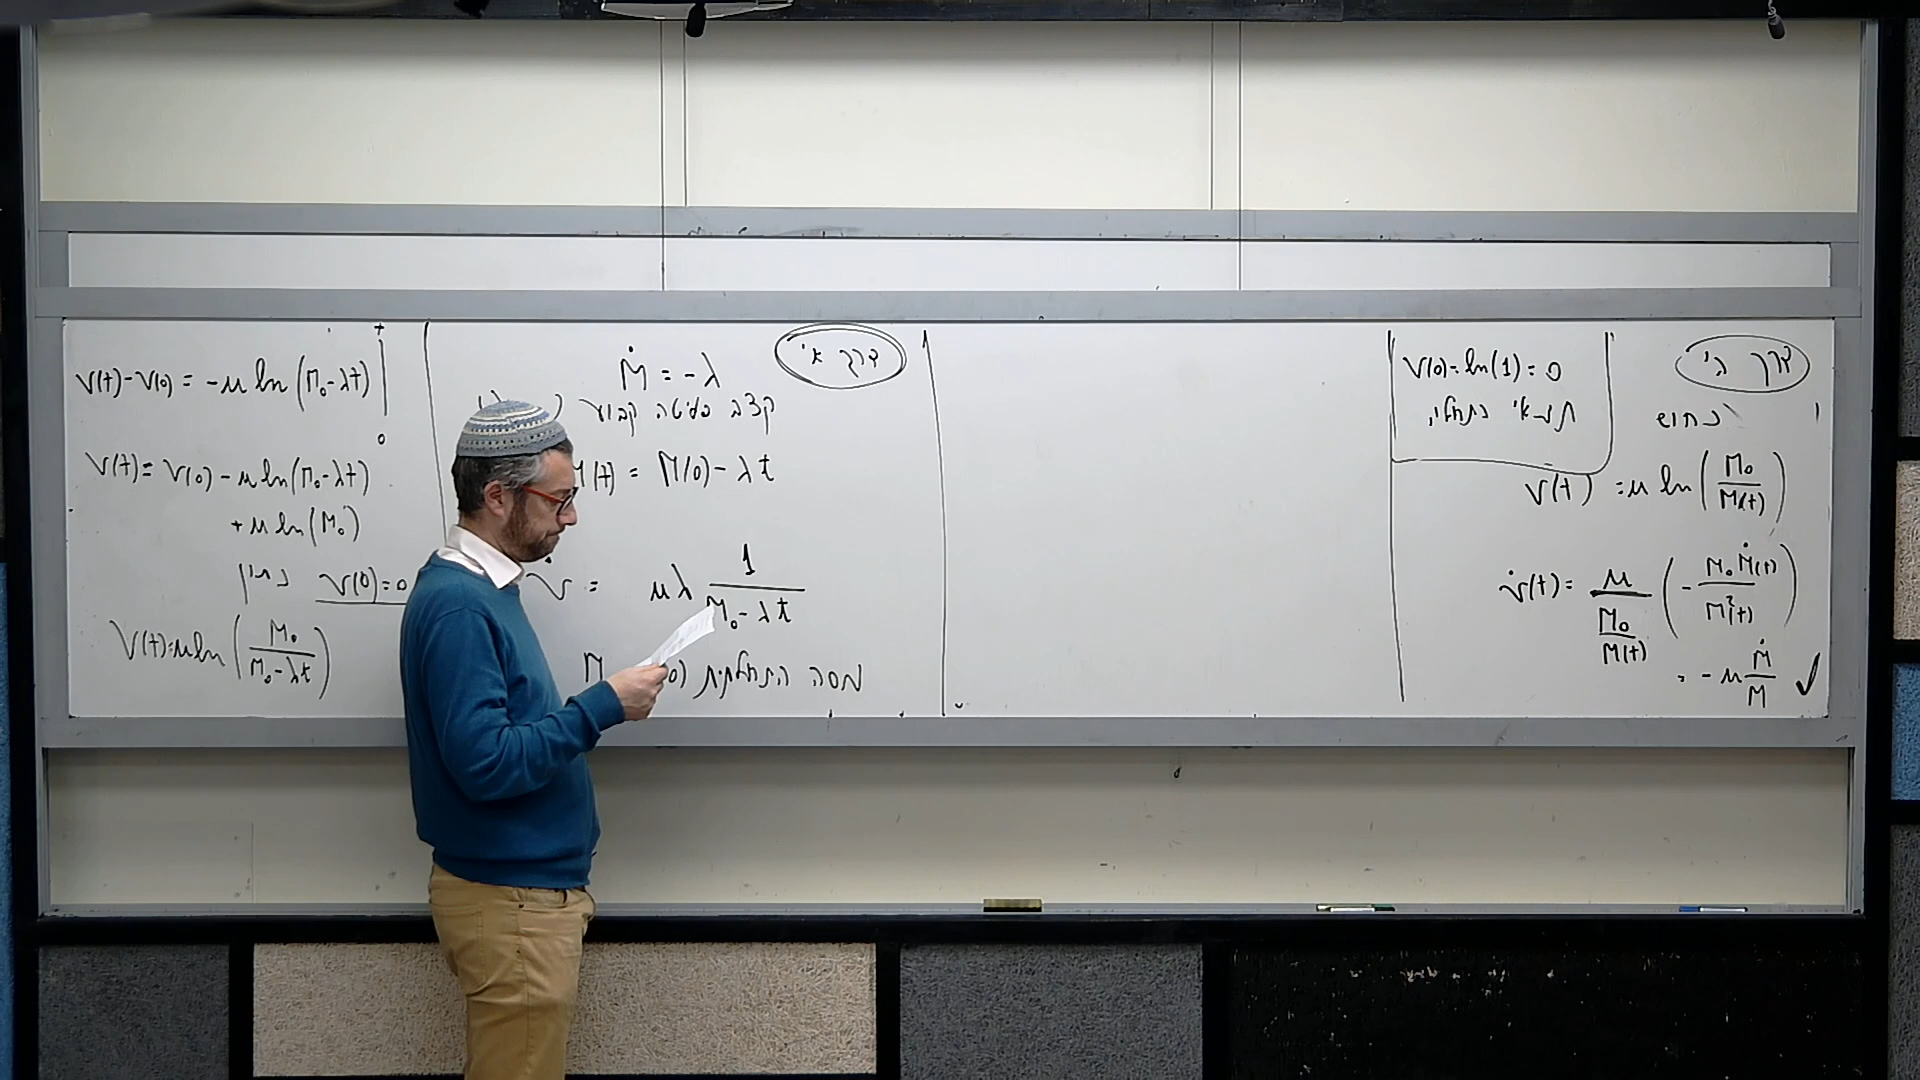 V(t)-V(0) = -u ln (M₀-λt) |
t
0
V(t) = V(0) - u ln(M₀-λt)
+ u ln(M₀)
נתון V(0)=0
V(t)=u ln (M₀/(M₀-λt))
דרך א'
Ṁ = -λ
קצב פליטה קבוע
M(t) = M(0) - λt
v̇ = uλ 1/(M₀-λt)
מסה התחלתית
V(0)=ln(1)=0
תנאי התחלה
דרך ג'
ניחוש
V(t) = u ln (M₀/M(t))
v̇(t) = u/(M₀/M(t)) (- M₀Ṁ(t)/M²(t))
= -u Ṁ/M ✓